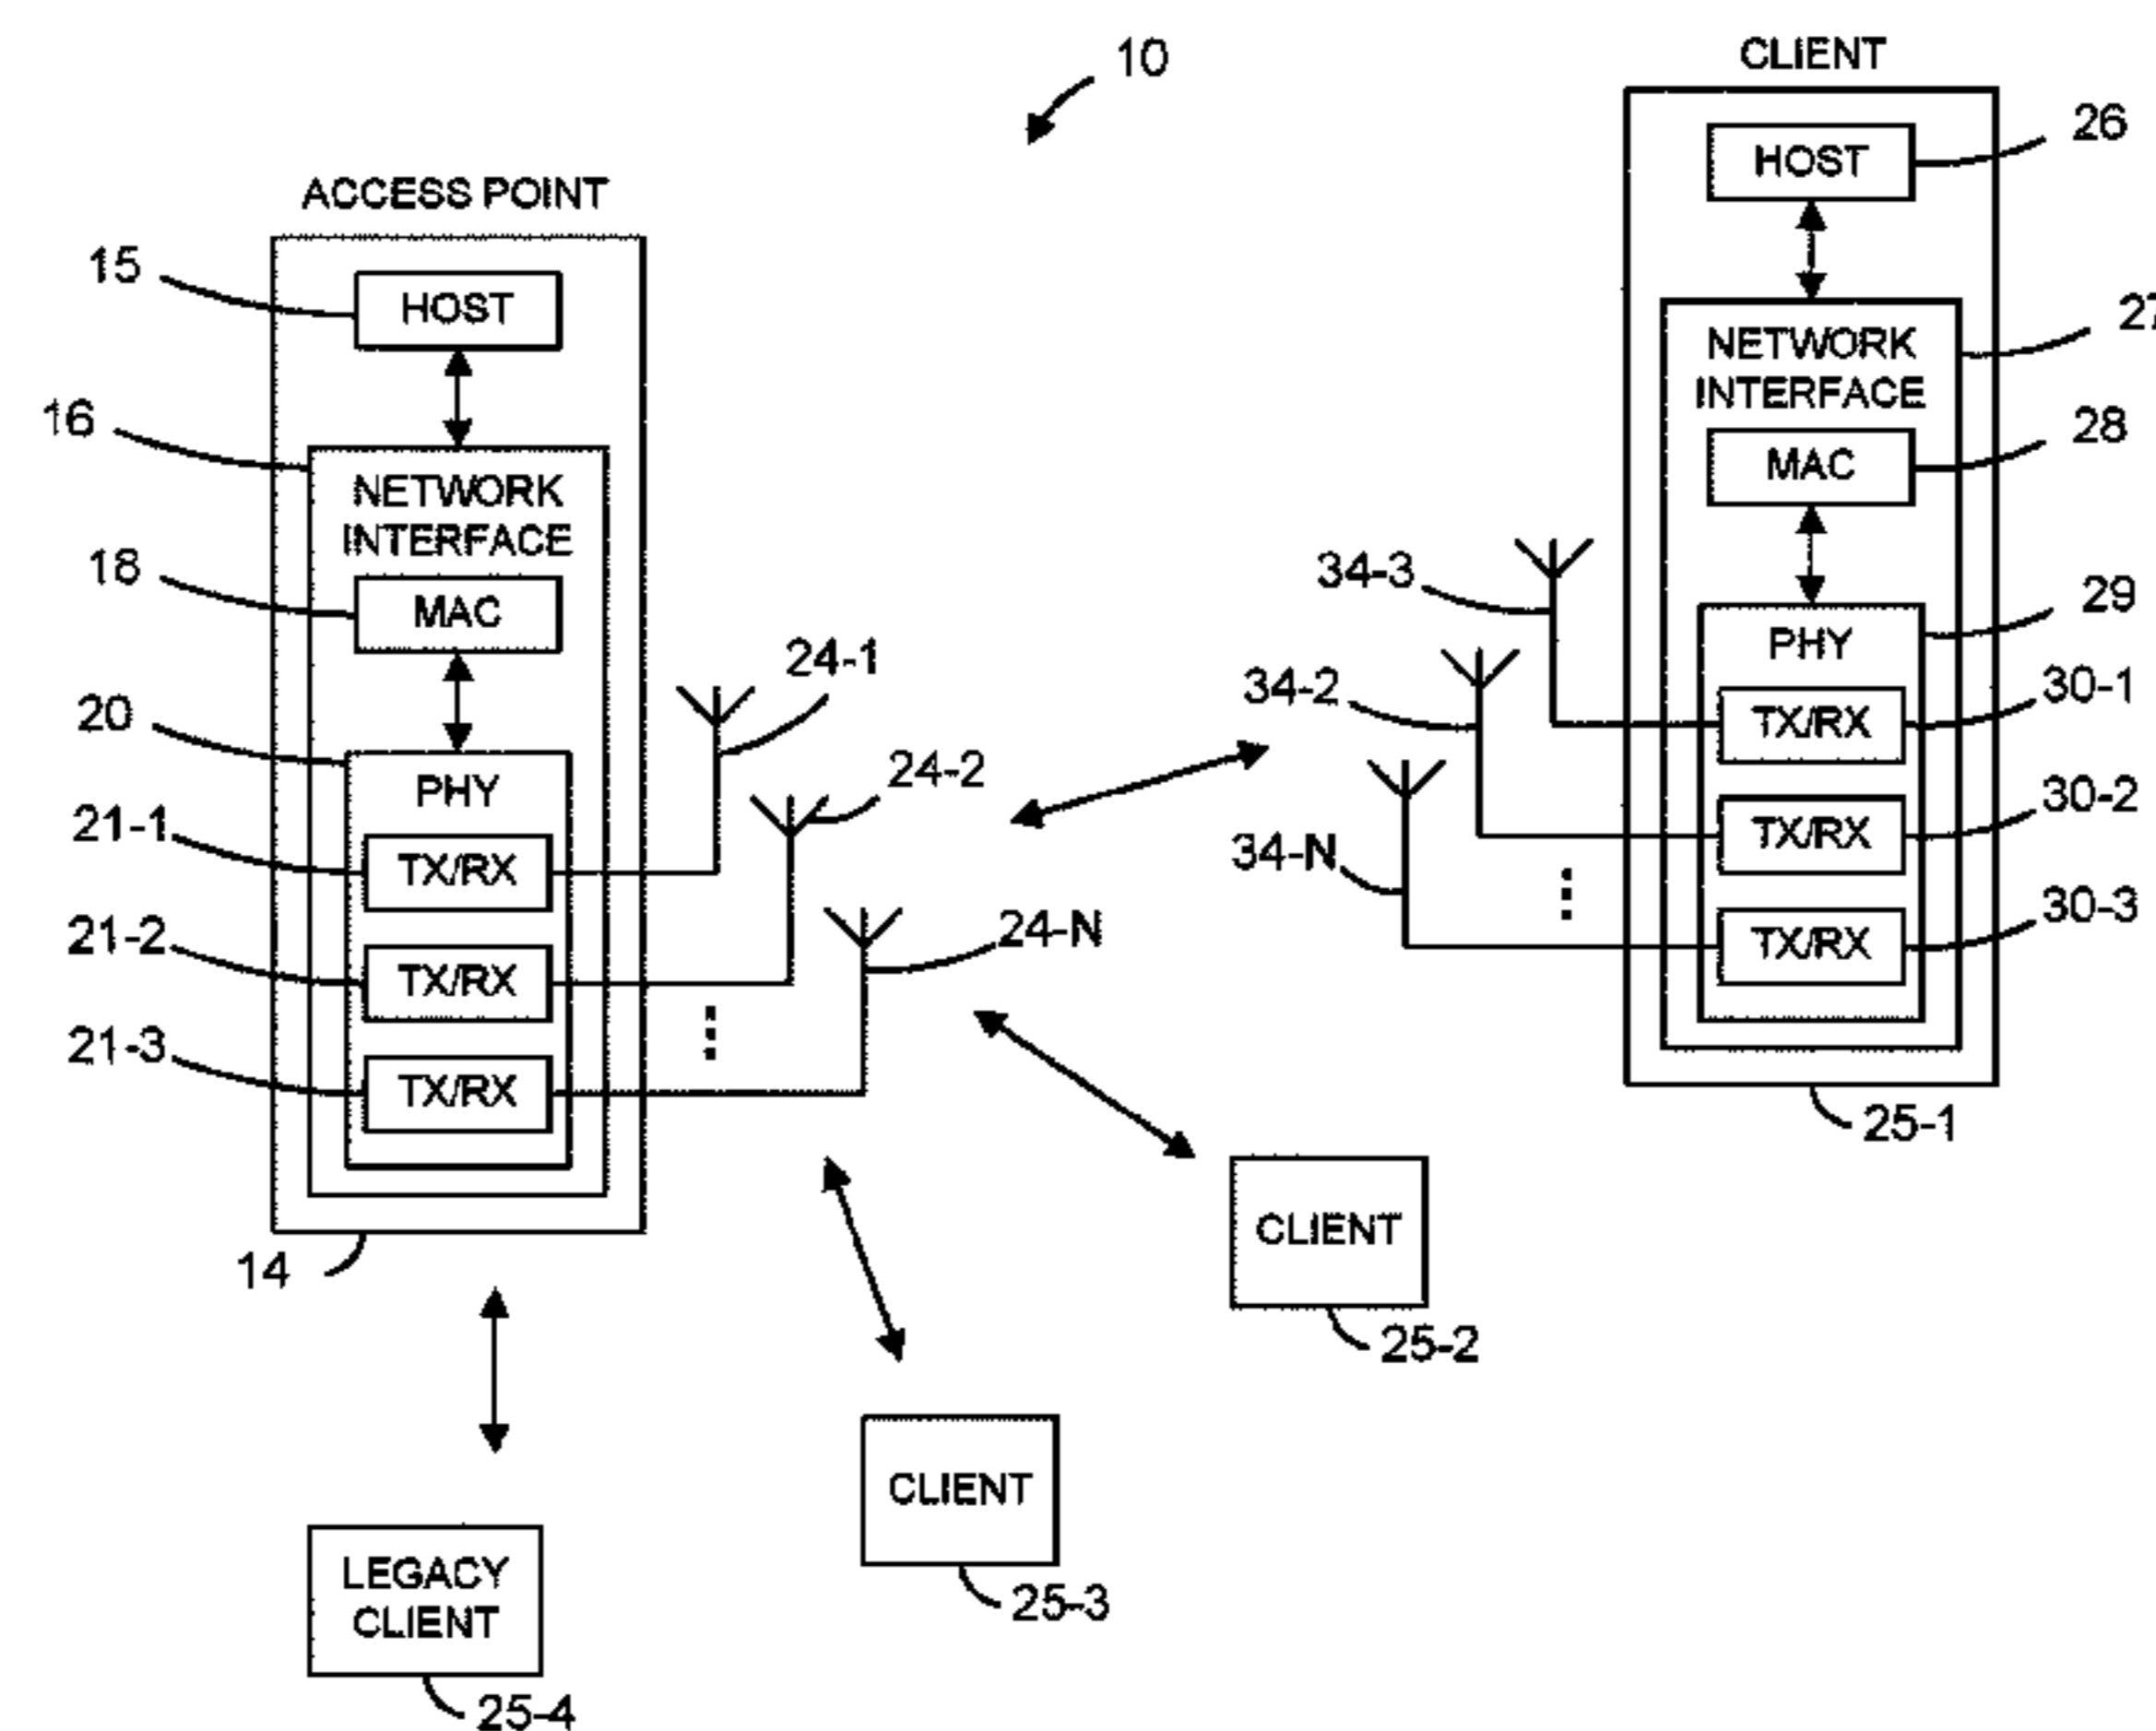 10
CLIENT
26
HOST
ACCESS POINT
15
HOST
27
NETWORK
INTERFACE
16
28
MAC
NETWORK
INTERFACE
18
MAC
34-3
29
PHY
24-1
34-2
30-1
TX/RX
20
PHY
24-2
30-2
TX/RX
21-1
TX/RX
34-N
30-3
TX/RX
21-2
TX/RX
24-N
21-3
TX/RX
25-1
14
CLIENT
25-2
CLIENT
25-3
LEGACY
CLIENT
25-4